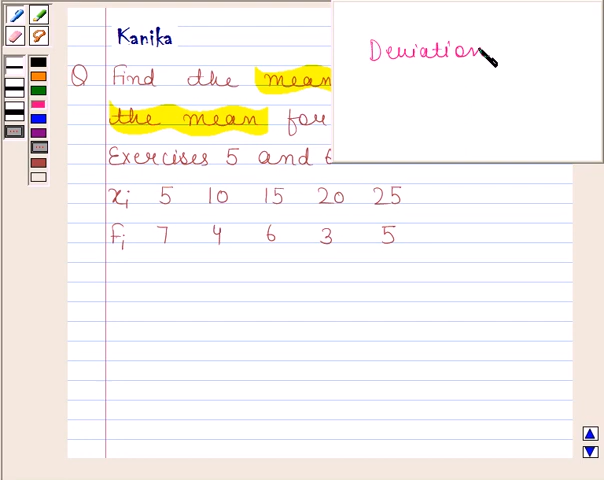 Kanika
Deviation
Q Find the mean
the mean for
Exercises 5 and 6
xi 5 10 15 20 25
fi 7 4 6 3 5